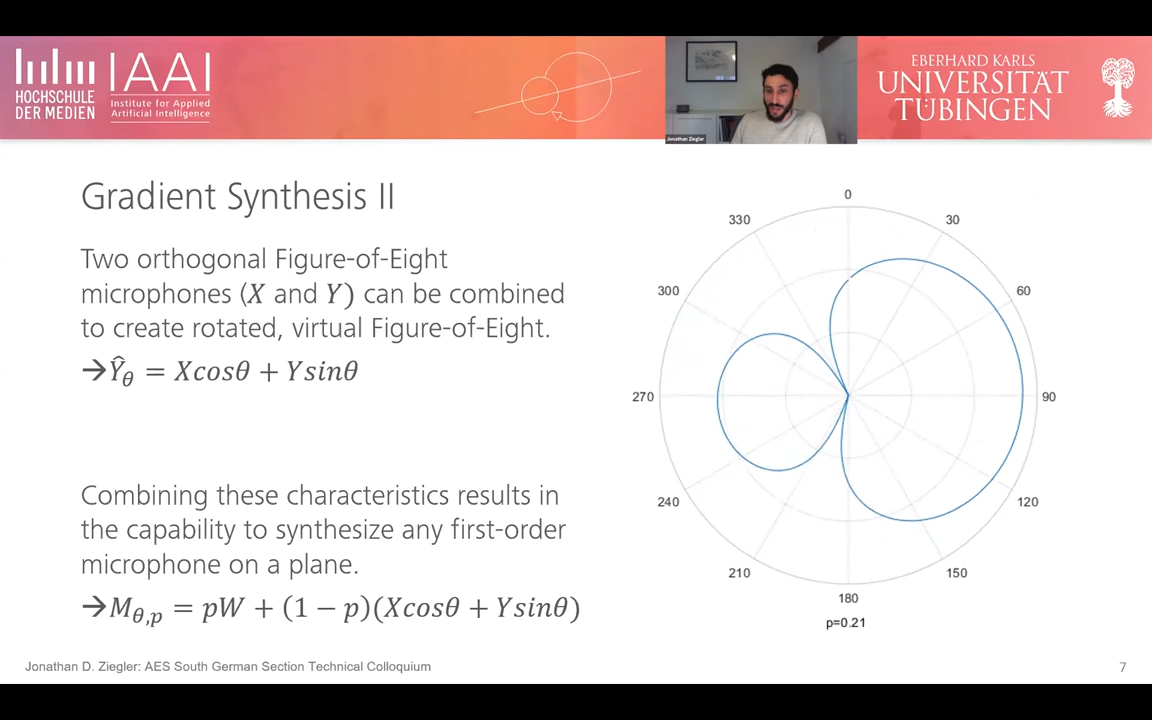 HOCHSCHULE
DER MEDIEN
IAAI
Institute for Applied
Artificial Intelligence
Jonathan Ziegler
EBERHARD KARLS
UNIVERSITÄT
TÜBINGEN
Gradient Synthesis II
Two orthogonal Figure-of-Eight
microphones (X and Y) can be combined
to create rotated, virtual Figure-of-Eight.
→Ŷ_θ = Xcosθ + Ysinθ
Combining these characteristics results in
the capability to synthesize any first-order
microphone on a plane.
→M_θ,p = pW + (1 − p)(Xcosθ + Ysinθ)
0
30
60
90
120
150
180
210
240
270
300
330
p=0.21
Jonathan D. Ziegler: AES South German Section Technical Colloquium
7